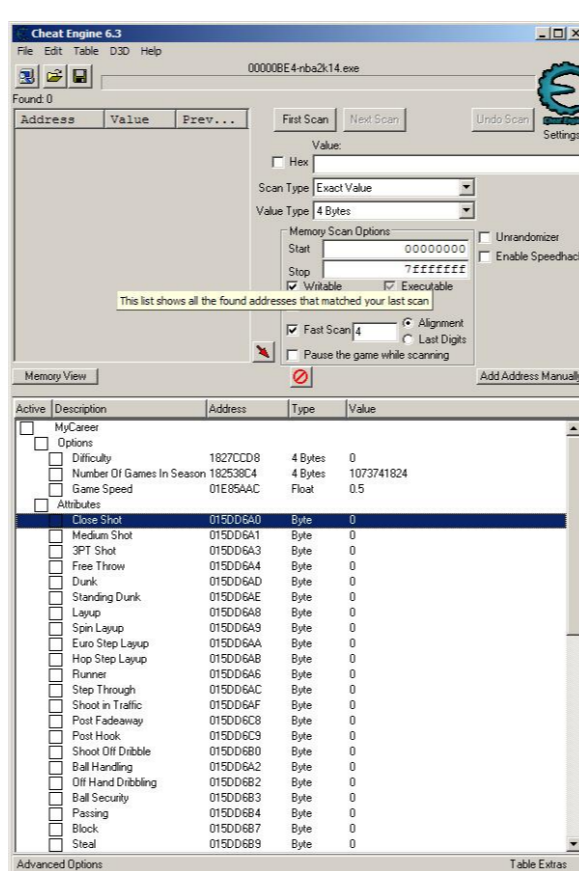 Cheat Engine 6.3
File Edit Table D3D Help
00000BE4-nba2k14.exe
Found: 0
Address Value Prev...
First Scan Next Scan Undo Scan
Settings
Value:
Hex
Scan Type Exact Value
Value Type 4 Bytes
Memory Scan Options
Unrandomizer
Start 00000000
Enable Speedhack
Stop 7fffffff
Writable Executable
This list shows all the found addresses that matched your last scan
Fast Scan 4 Alignment
Last Digits
Pause the game while scanning
Memory View Add Address Manually
Active Description Address Type Value
MyCareer
Options
Difficulty 1827CCD8 4 Bytes 0
Number Of Games In Season 182538C4 4 Bytes 1073741824
Game Speed 01E85AAC Float 0.5
Attributes
Close Shot 015DD6A0 Byte 0
Medium Shot 015DD6A1 Byte 0
3PT Shot 015DD6A3 Byte 0
Free Throw 015DD6A4 Byte 0
Dunk 015DD6AD Byte 0
Standing Dunk 015DD6AE Byte 0
Layup 015DD6A8 Byte 0
Spin Layup 015DD6A9 Byte 0
Euro Step Layup 015DD6AA Byte 0
Hop Step Layup 015DD6AB Byte 0
Runner 015DD6A6 Byte 0
Step Through 015DD6AC Byte 0
Shoot in Traffic 015DD6AF Byte 0
Post Fadeaway 015DD6C8 Byte 0
Post Hook 015DD6C9 Byte 0
Shoot Off Dribble 015DD6B0 Byte 0
Ball Handling 015DD6A2 Byte 0
Off Hand Dribbling 015DD6B2 Byte 0
Ball Security 015DD6B3 Byte 0
Passing 015DD6B4 Byte 0
Block 015DD6B7 Byte 0
Steal 015DD6B9 Byte 0
Advanced Options Table Extras